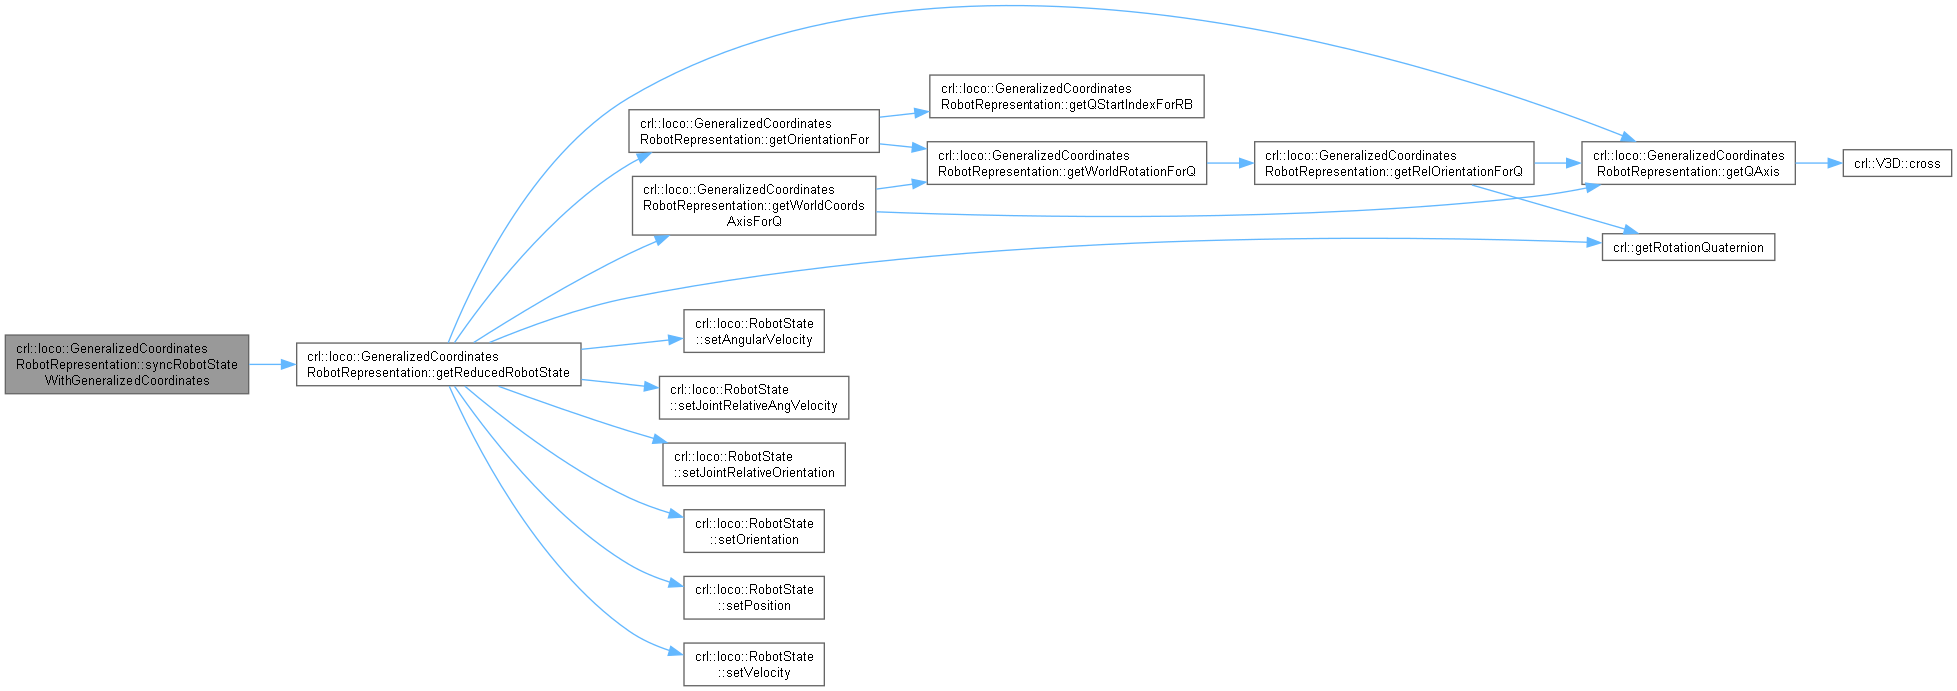 crl::loco::GeneralizedCoordinates
RobotRepresentation::syncRobotState
WithGeneralizedCoordinates
crl::loco::GeneralizedCoordinates
RobotRepresentation::getReducedRobotState
crl::loco::GeneralizedCoordinates
RobotRepresentation::getOrientationFor
crl::loco::GeneralizedCoordinates
RobotRepresentation::getWorldCoords
AxisForQ
crl::loco::RobotState
::setAngularVelocity
crl::loco::RobotState
::setJointRelativeAngVelocity
crl::loco::RobotState
::setJointRelativeOrientation
crl::loco::RobotState
::setOrientation
crl::loco::RobotState
::setPosition
crl::loco::RobotState
::setVelocity
crl::loco::GeneralizedCoordinates
RobotRepresentation::getQStartIndexForRB
crl::loco::GeneralizedCoordinates
RobotRepresentation::getWorldRotationForQ
crl::loco::GeneralizedCoordinates
RobotRepresentation::getRelOrientationForQ
crl::loco::GeneralizedCoordinates
RobotRepresentation::getQAxis
crl::getRotationQuaternion
crl::V3D::cross